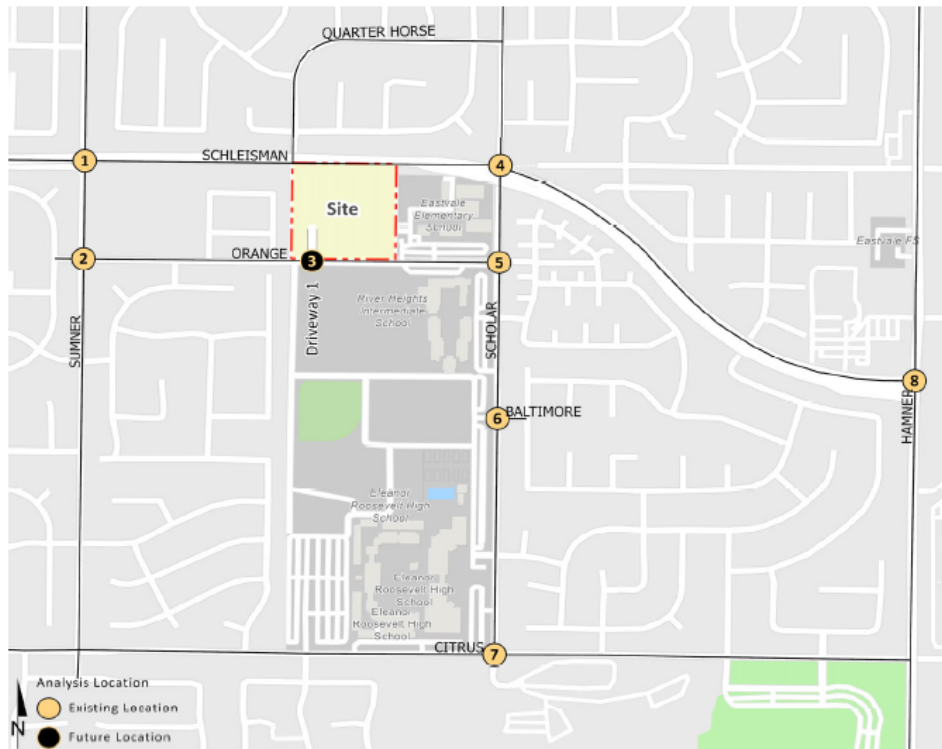 QUARTER HORSE
1
SCHLEISMAN
4
Site
Eastvale
Elementary
School
Eastvale FS
2
ORANGE
3
5
SUMNER
Driveway 1
River Heights
Intermediate
School
SCHOLAR
8
HAMNER
6
BALTIMORE
Eleanor
Roosevelt High
School
Eleanor
Roosevelt High
School
Eleanor
Roosevelt High
School
CITRUS
7
Analysis Location
Existing Location
N
Future Location